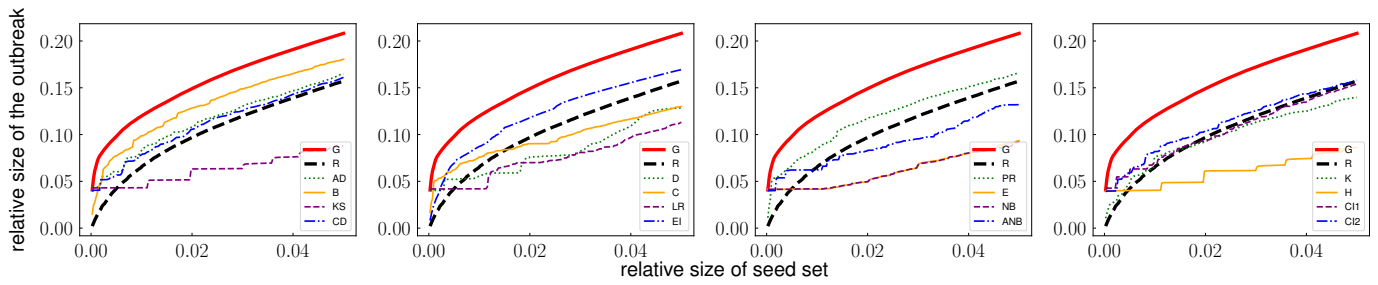 relative size of the outbreak
0.20
0.15
0.10
0.05
0.00
0.00
0.02
0.04
G
R
AD
B
KS
CD
0.20
0.15
0.10
0.05
0.00
0.00
0.02
0.04
G
R
D
C
LR
EI
0.20
0.15
0.10
0.05
0.00
0.00
0.02
0.04
G
R
PR
E
NB
ANB
0.20
0.15
0.10
0.05
0.00
0.00
0.02
0.04
G
R
K
H
CI1
CI2
relative size of seed set